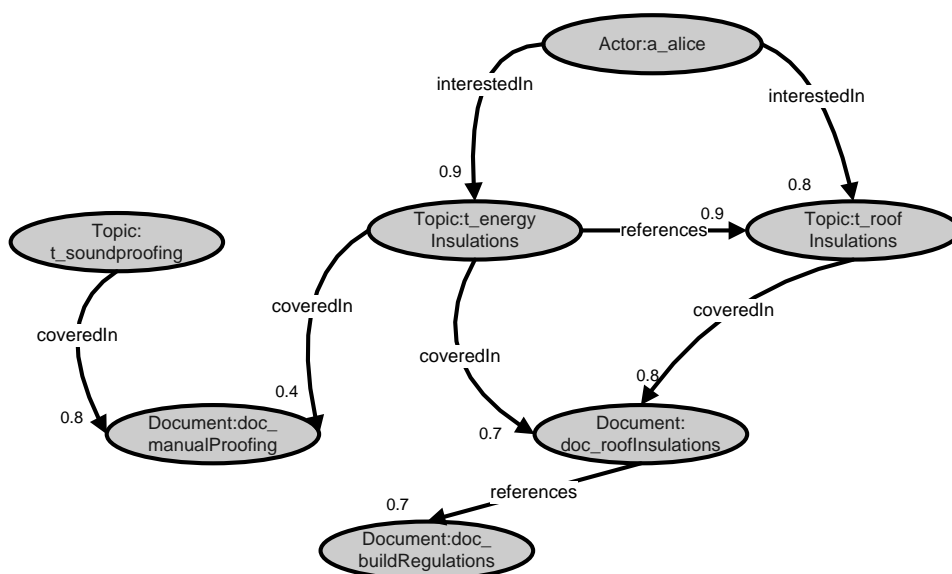 Actor:a_alice
interestedIn
interestedIn
0.9
0.8
Topic:
t_soundproofing
Topic:t_energy
Insulations
references
0.9
Topic:t_roof
Insulations
coveredIn
coveredIn
coveredIn
coveredIn
0.8
0.4
0.7
0.8
Document:doc_
manualProofing
Document:
doc_roofInsulations
references
0.7
Document:doc_
buildRegulations